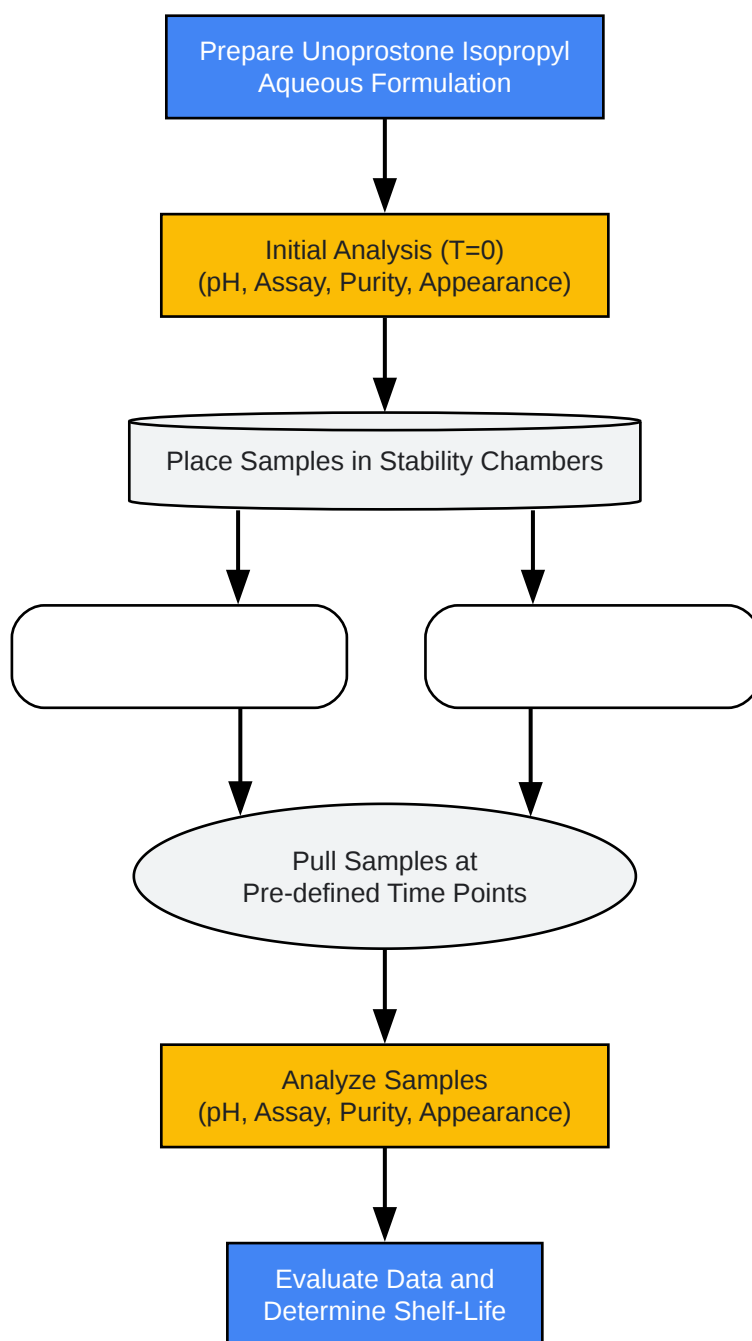 Prepare Unoprostone Isopropyl
Aqueous Formulation
Initial Analysis (T=0)
(pH, Assay, Purity, Appearance)
Place Samples in Stability Chambers
Pull Samples at
Pre-defined Time Points
Analyze Samples
(pH, Assay, Purity, Appearance)
Evaluate Data and
Determine Shelf-Life